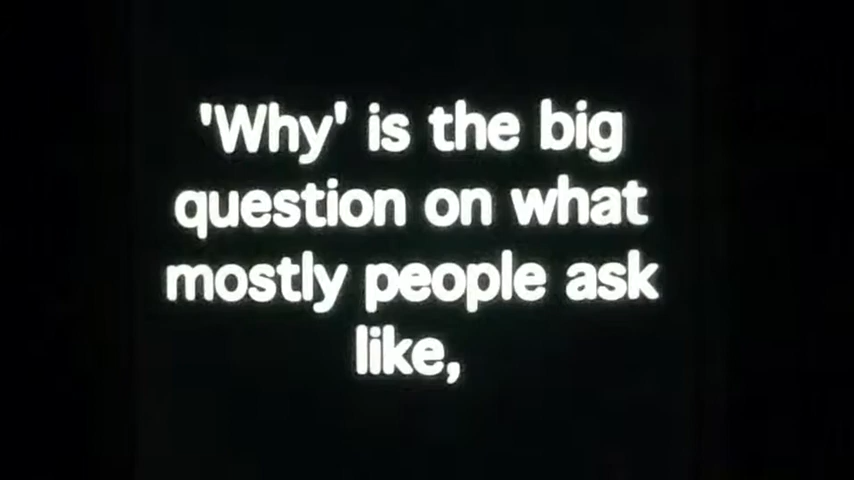 'Why' is the big
question on what
mostly people ask
like,